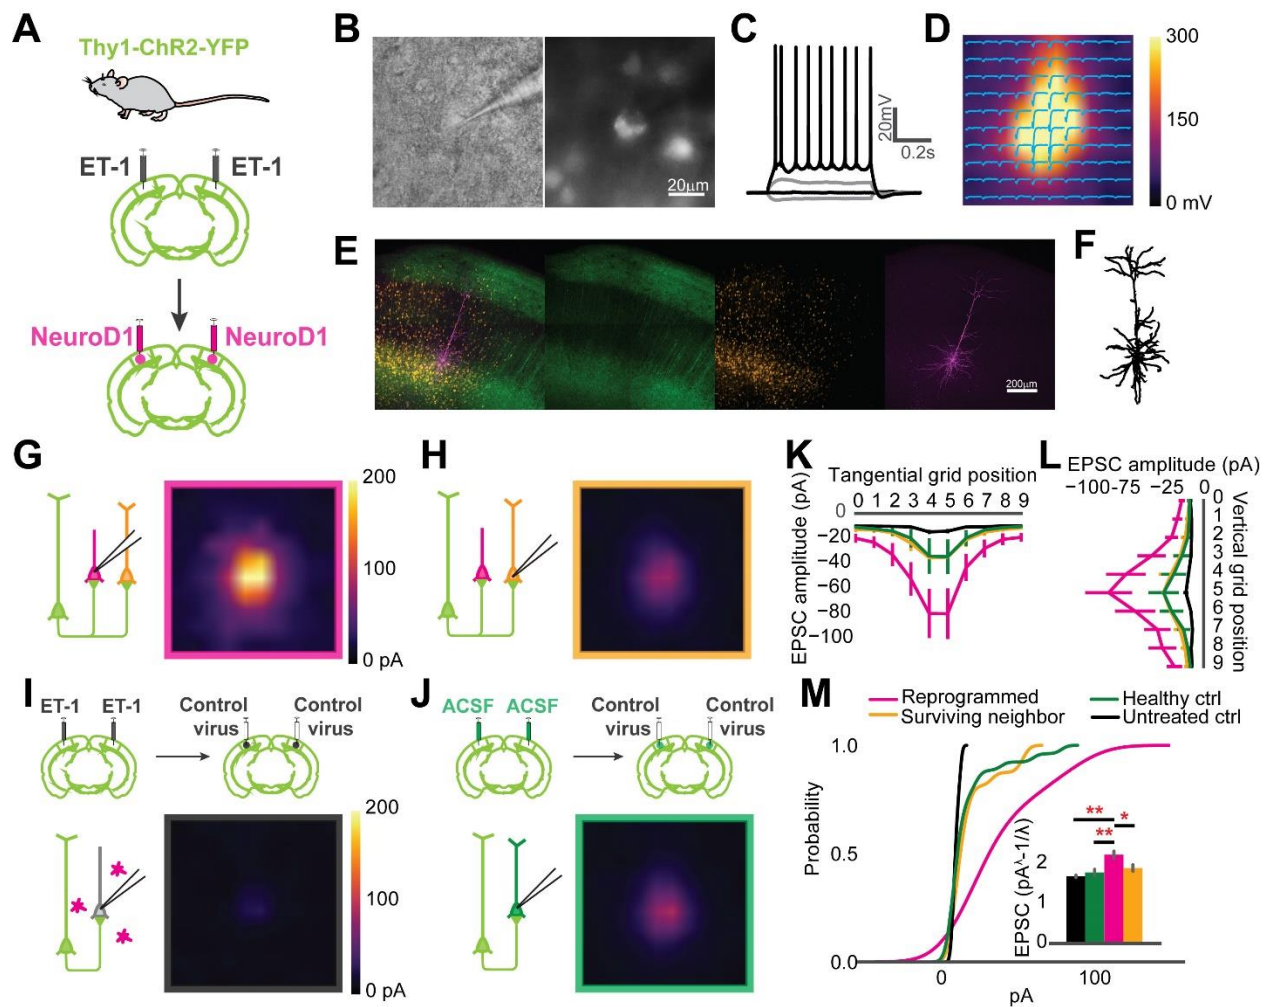 A
Thy1-ChR2-YFP
ET-1 ET-1
NeuroD1 NeuroD1
B
20µm
C
20mV
0.2s
D
300
150
0 mV
E
200µm
F
G
200
100
0 pA
H
K
Tangential grid position
0 1 2 3 4 5 6 7 8 9
EPSC amplitude (pA)
0
−20
−40
−60
−80
−100
L
EPSC amplitude (pA)
−100 -75 −25 0
Vertical grid position
0
1
2
3
4
5
6
7
8
9
I
ET-1 ET-1
Control virus
Control virus
200
100
0 pA
J
ACSF ACSF
Control virus
Control virus
M
Reprogrammed
Surviving neighbor
Healthy ctrl
Untreated ctrl
Probability
1.0
0.5
0.0
0 100
pA
EPSC (pA^λ-1/λ)
2
1
0
** *
**